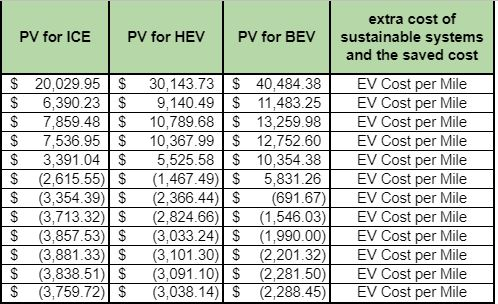 PV for ICE PV for HEV PV for BEV extra cost of
sustainable systems
and the saved cost
$ 20,029.95 $ 30,143.73 $ 40,484.38 EV Cost per Mile
$ 6,390.23 $ 9,140.49 $ 11,483.25 EV Cost per Mile
$ 7,859.48 $ 10,789.68 $ 13,259.98 EV Cost per Mile
$ 7,536.95 $ 10,367.99 $ 12,752.60 EV Cost per Mile
$ 3,391.04 $ 5,525.58 $ 10,354.38 EV Cost per Mile
$ (2,615.55) $ (1,467.49) $ 5,831.26 EV Cost per Mile
$ (3,354.39) $ (2,366.44) $ (691.67) EV Cost per Mile
$ (3,713.32) $ (2,824.66) $ (1,546.03) EV Cost per Mile
$ (3,857.53) $ (3,033.24) $ (1,990.00) EV Cost per Mile
$ (3,881.33) $ (3,101.30) $ (2,201.32) EV Cost per Mile
$ (3,838.51) $ (3,091.10) $ (2,281.50) EV Cost per Mile
$ (3,759.72) $ (3,038.14) $ (2,288.45) EV Cost per Mile